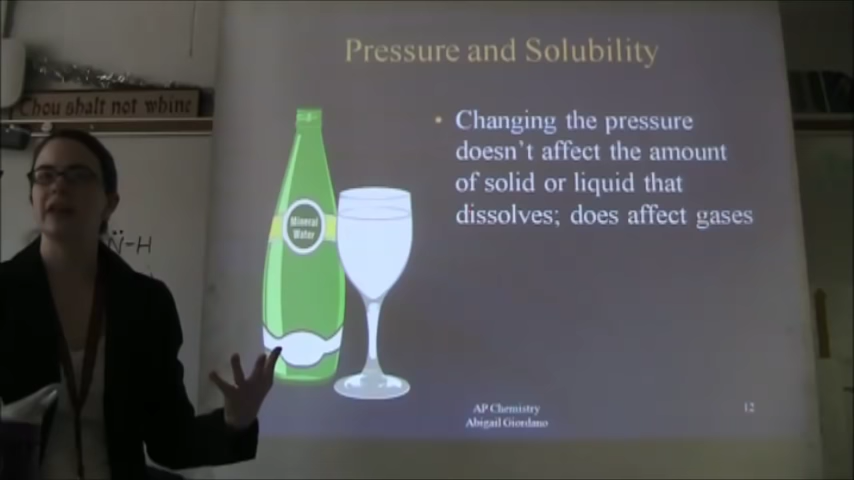 Pressure and Solubility
Chou shalt not whine
• Changing the pressure
doesn't affect the amount
of solid or liquid that
dissolves; does affect gases
Mineral
Water
N-H
AP Chemistry
Abigail Giordano
12